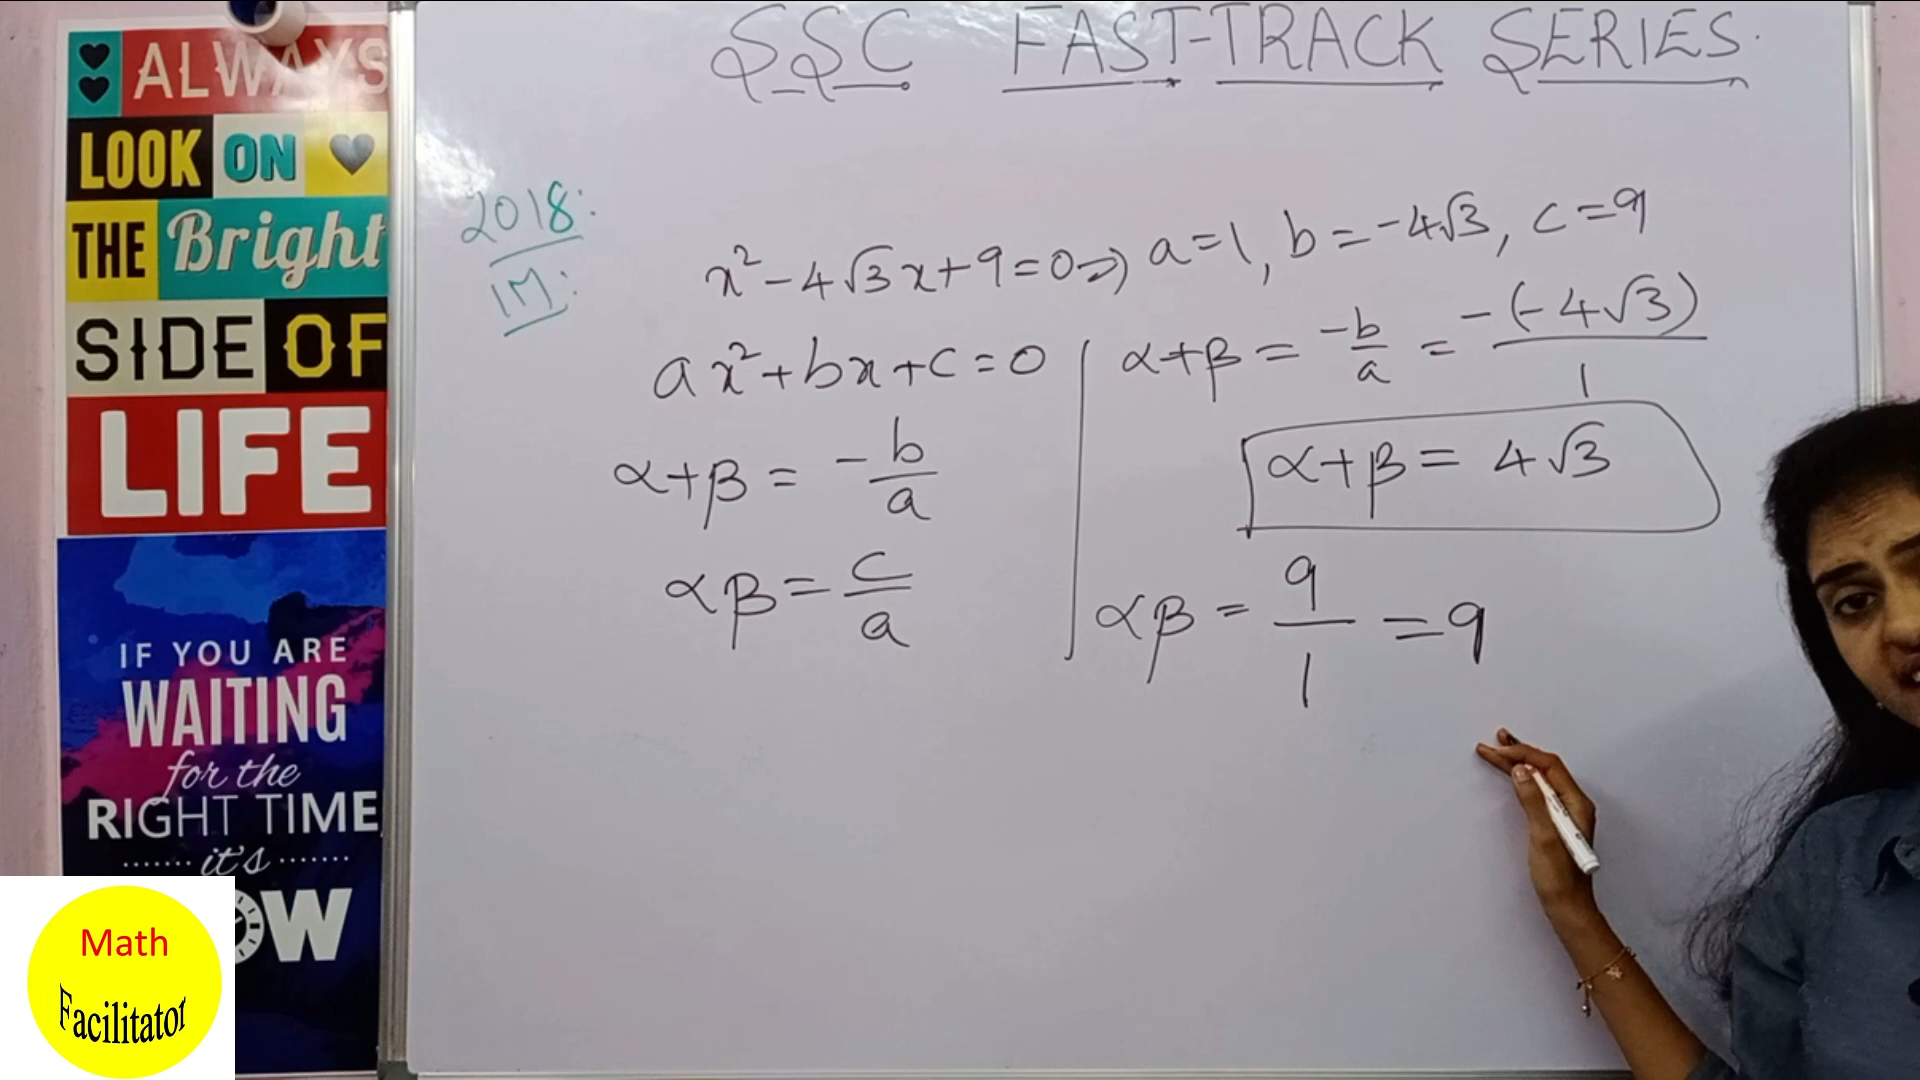 ALWAYS
LOOK ON
THE Bright
SIDE OF
LIFE
IF YOU ARE
WAITING
for the
RIGHT TIME,
it's
OW
Math
Facilitator
SSC FAST-TRACK SERIES.
2018:
1M:
x² - 4√3x + 9 = 0 ⇒ a = 1, b = -4√3, c = 9
ax² + bx + c = 0
α+β = -b/a
αβ = c/a
α+β = -b/a = -(-4√3)/1
α+β = 4√3
αβ = 9/1 = 9